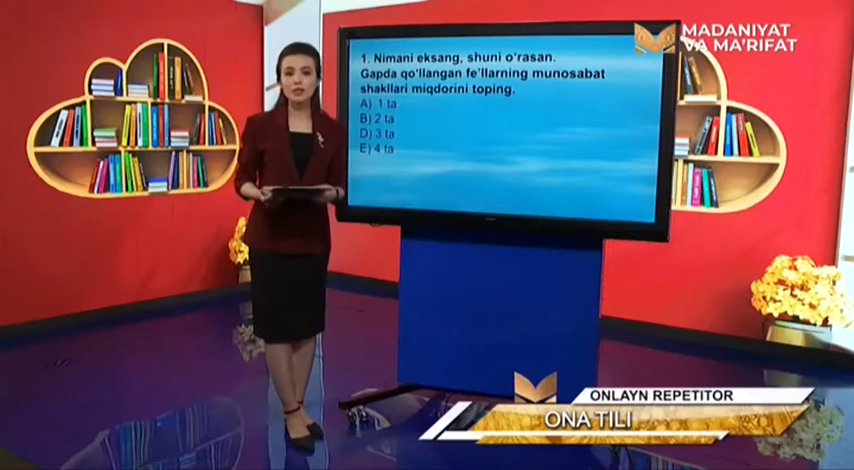 MADANIYAT
VA MA'RIFAT
1. Nimani eksang, shuni o'rasan.
Gapda qo'llangan fe'llarning munosabat
shakllari miqdorini toping.
A) 1 ta
B) 2 ta
D) 3 ta
E) 4 ta
ONLAYN REPETITOR
ONA TILI